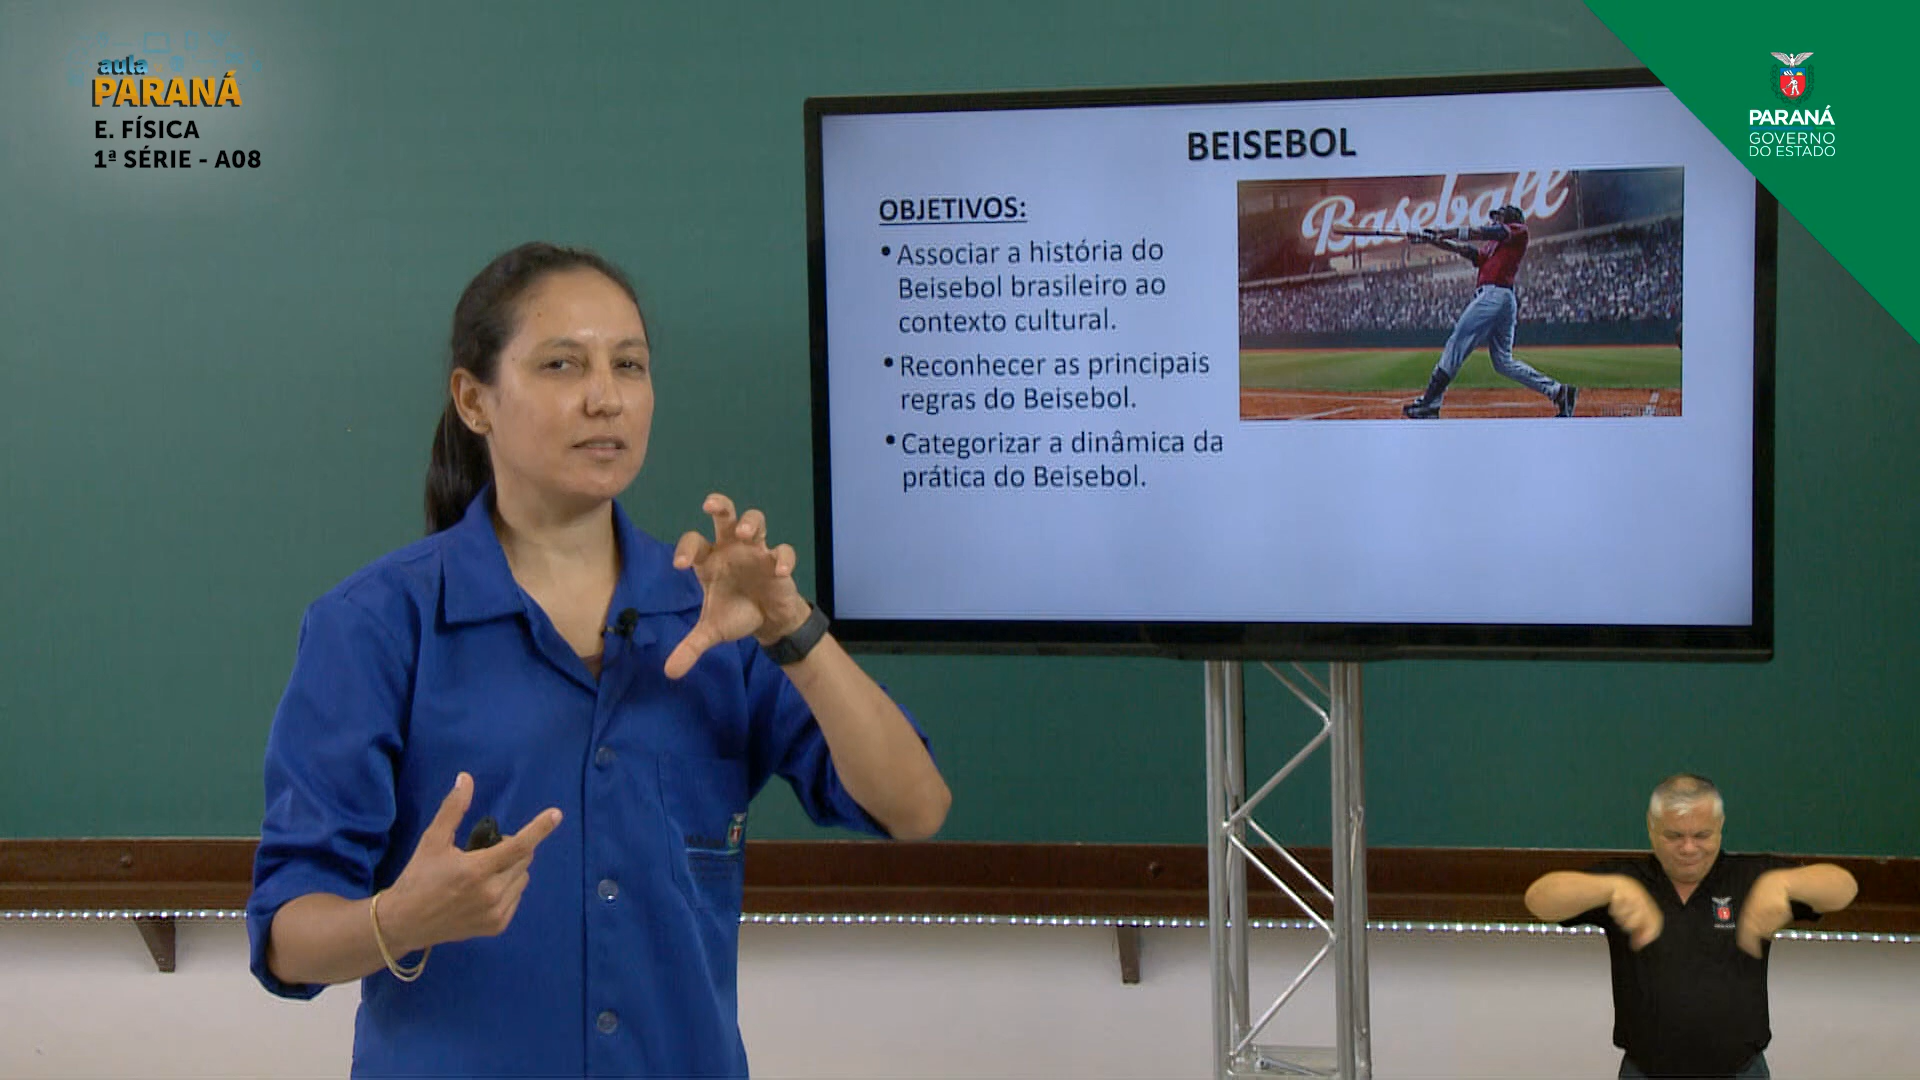 aula
PARANÁ
E. FÍSICA
1ª SÉRIE - A08
BEISEBOL
OBJETIVOS:
• Associar a história do
Beisebol brasileiro ao
contexto cultural.
• Reconhecer as principais
regras do Beisebol.
• Categorizar a dinâmica da
prática do Beisebol.
Baseball
PARANÁ
GOVERNO
DO ESTADO